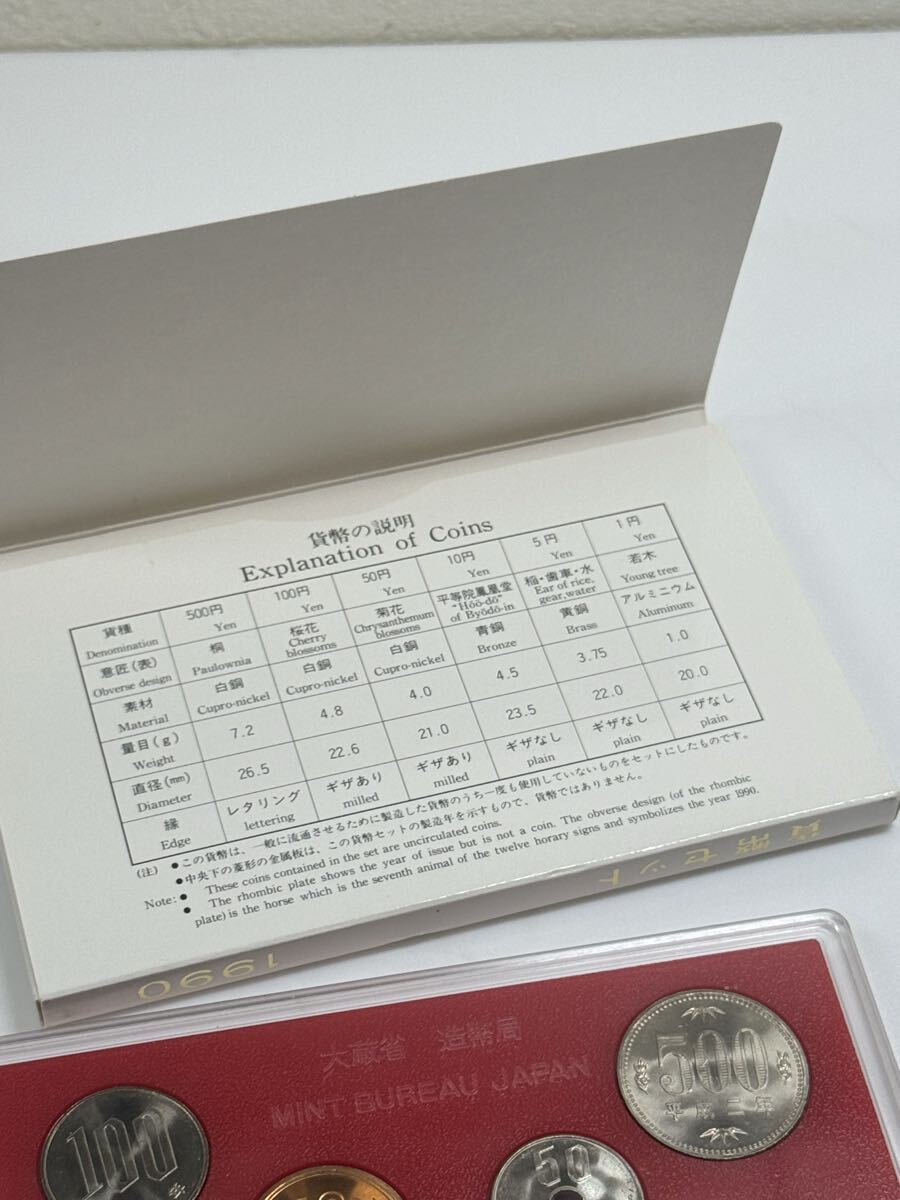 貨幣の説明
Explanation of Coins
貨種 500円 100円 50円 10円 5円 1円
Denomination Yen Yen Yen Yen Yen Yen
意匠(表) 桐 桜花 菊花 平等院鳳凰堂 稲・歯車・水 若木
Obverse design Paulownia Cherry blossoms Chrysanthemum blossoms "Hōō-dō" of Byōdō-in Ear of rice, gear, water Young tree
素材 白銅 白銅 白銅 青銅 黄銅 アルミニウム
Material Cupro-nickel Cupro-nickel Cupro-nickel Bronze Brass Aluminum
量目(g) 7.2 4.8 4.0 4.5 3.75 1.0
Weight
直径(mm) 26.5 22.6 21.0 23.5 22.0 20.0
Diameter
縁 レタリング ギザあり ギザあり ギザなし ギザなし ギザなし
Edge lettering milled milled plain plain plain
(注) ●この貨幣は、一般に流通させるために製造した貨幣のうち一度も使用していないものをセットにしたものです。
●中央下の菱形の金属板は、この貨幣セットの製造年を示すもので、貨幣ではありません。
Note: ● These coins contained in the set are uncirculated coins.
● The rhombic plate shows the year of issue but is not a coin. The obverse design (of the rhombic
plate) is the horse which is the seventh animal of the twelve horary signs and symbolizes the year 1990.
貨幣セット
1990
大蔵省 造幣局
MINT BUREAU JAPAN
500
平成二年
100
年
50
10